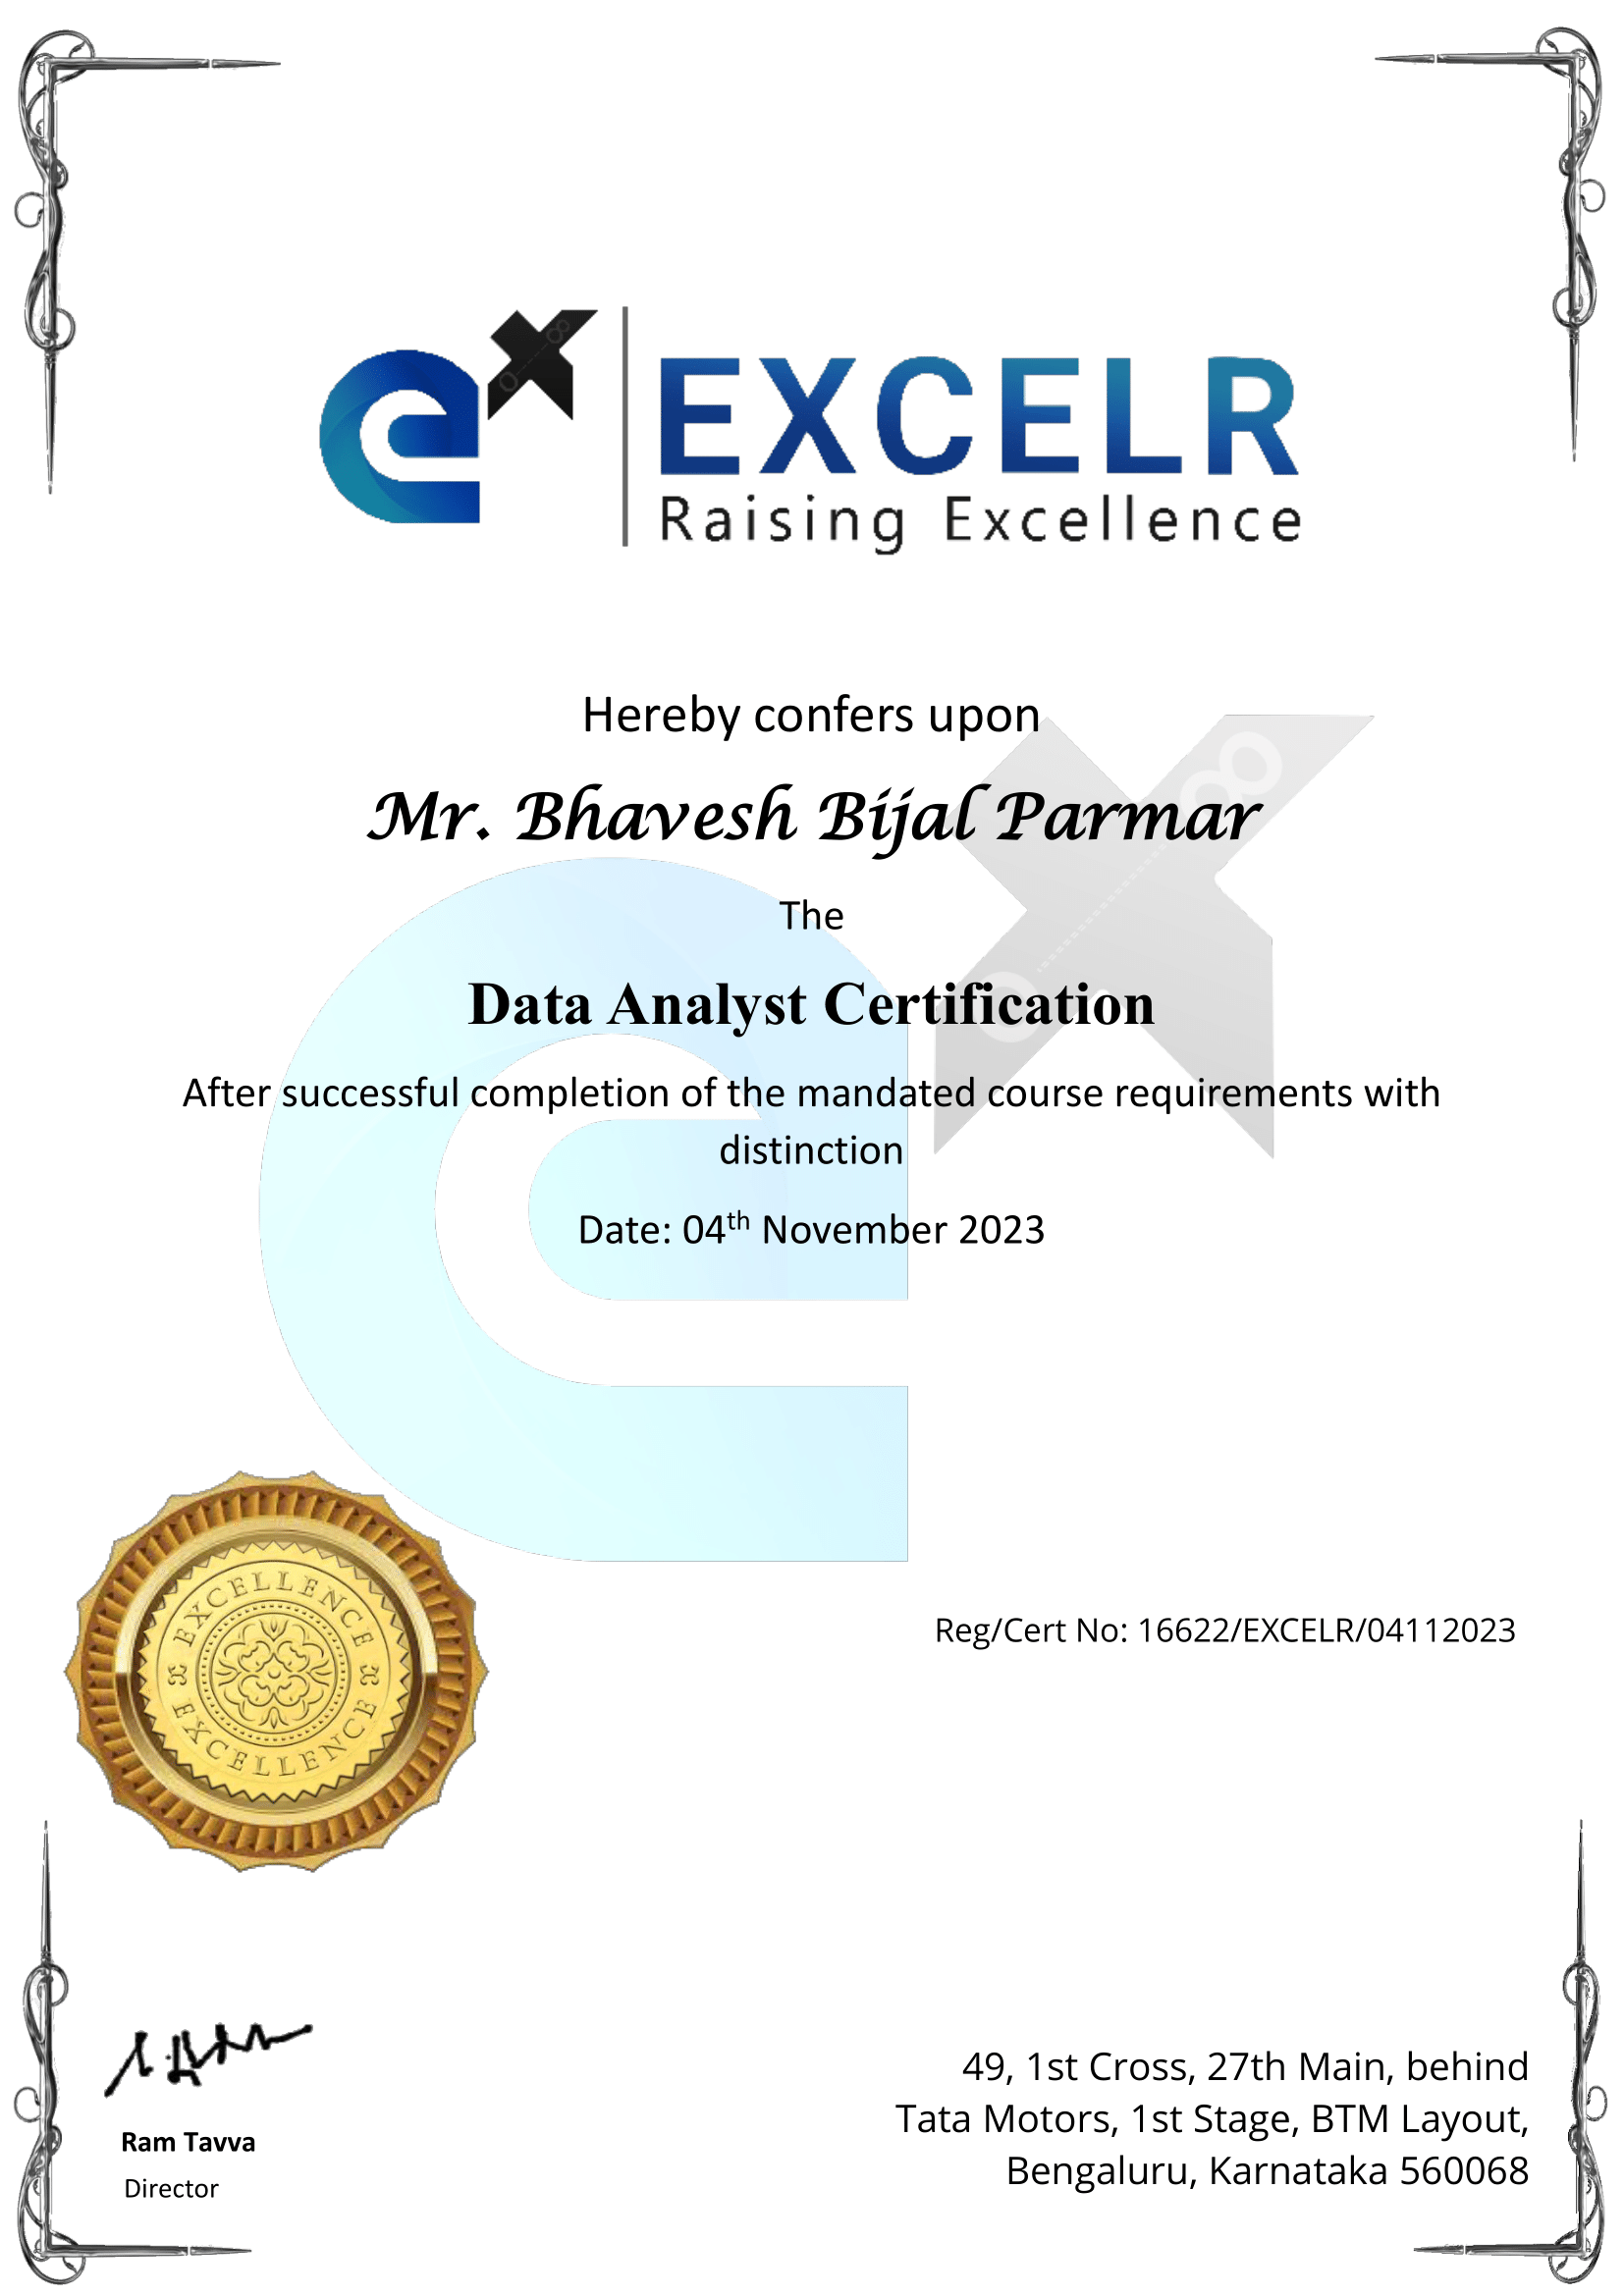 EXCELR
Raising Excellence
Hereby confers upon
Mr. Bhavesh Bijal Parmar
The
Data Analyst Certification
After successful completion of the mandated course requirements with
distinction
Date: 04th November 2023
EXCELLENCE
EXCELLENCE
Reg/Cert No: 16622/EXCELR/04112023
Ram Tavva
Director
49, 1st Cross, 27th Main, behind
Tata Motors, 1st Stage, BTM Layout,
Bengaluru, Karnataka 560068